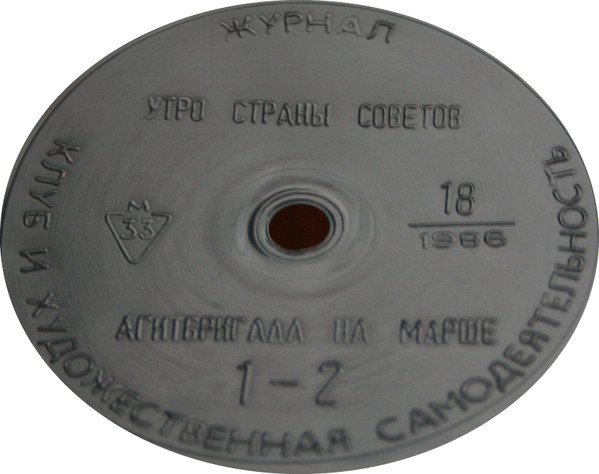 ЖУРНАЛ
КЛУБ И ХУДОЖЕСТВЕННАЯ САМОДЕЯТЕЛЬНОСТЬ
УТРО СТРАНЫ СОВЕТОВ
М
33
18
1986
АГИТБРИГАДА НА МАРШЕ
1-2